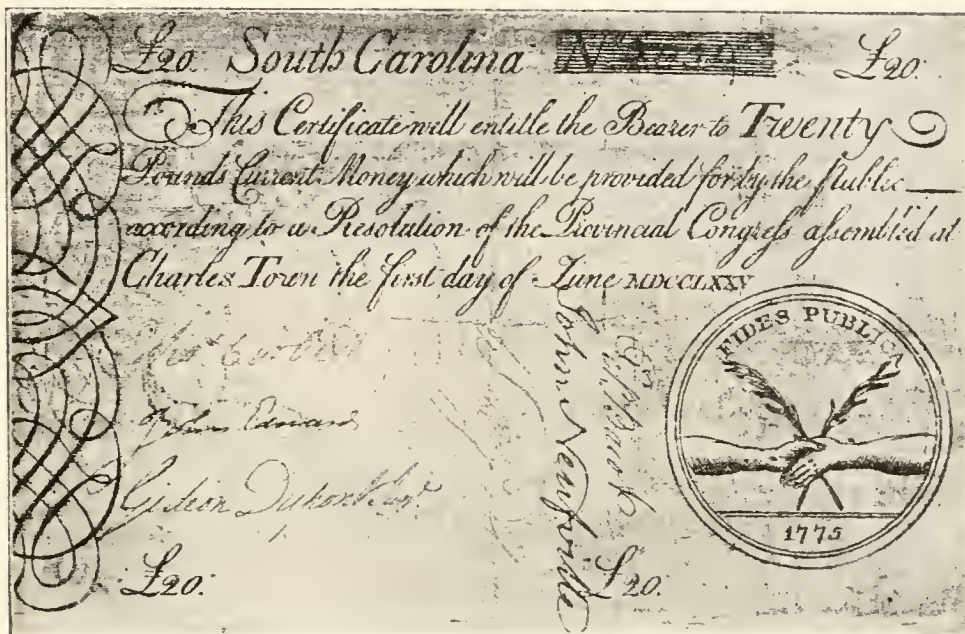 £20. South Carolina N £20.
This Certificate will entitle the Bearer to Twenty
Pounds Current Money which will be provided for by the Public
according to a Resolution of the Provincial Congress assembled at
Charles Town the first day of June MDCCLXXV
FIDES PUBLICA
John Edwards
Gideon Dupont Junr.
John Neufville
1775
£20. £20.